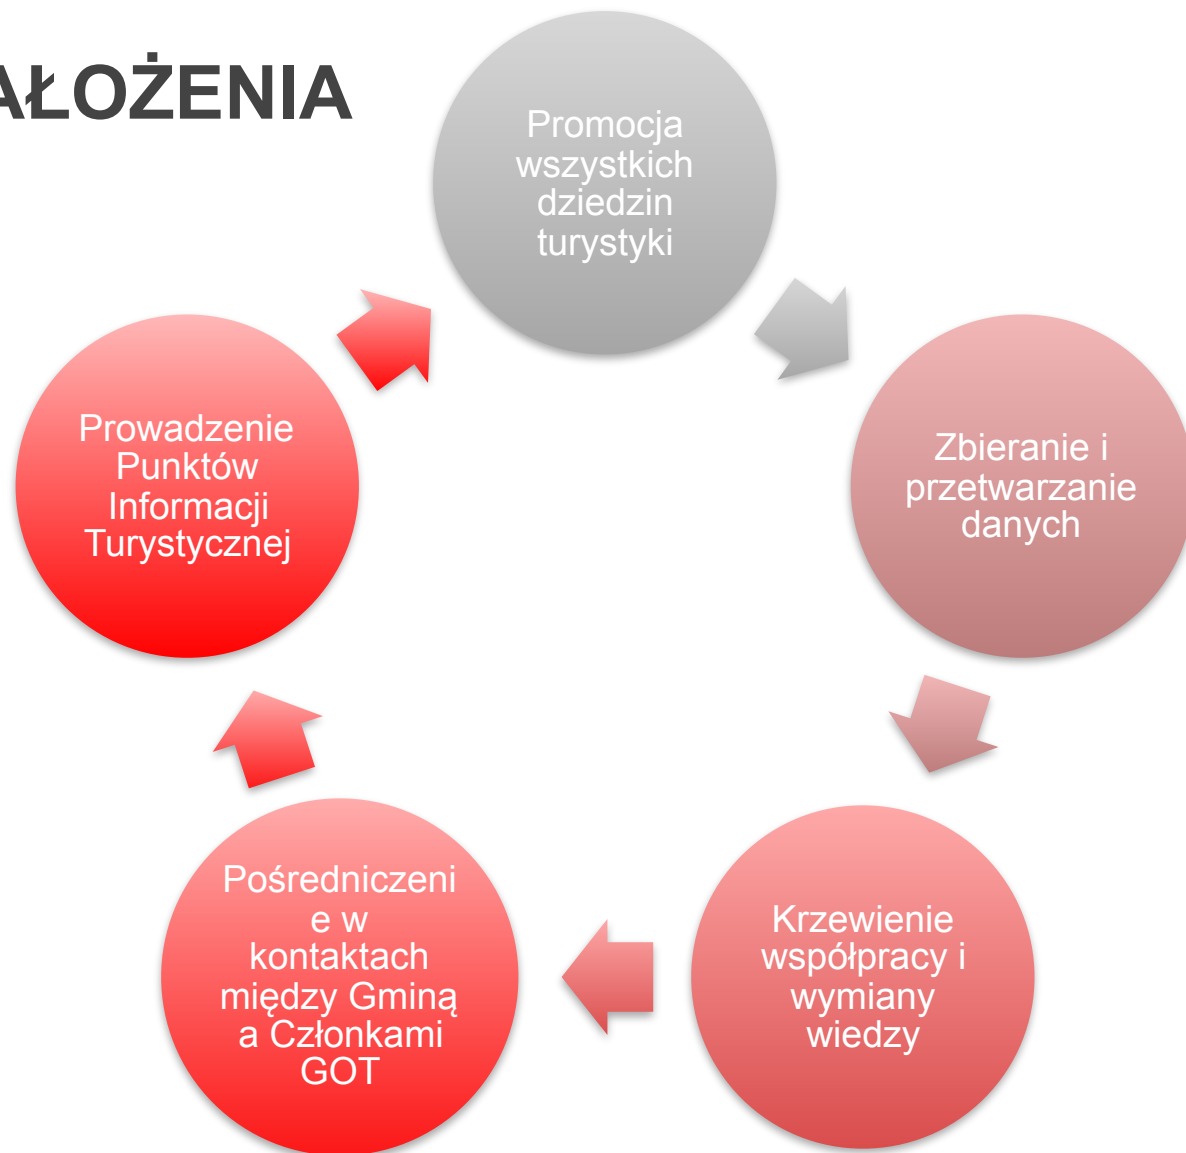 AŁOŻENIA
Promocja
wszystkich
dziedzin
turystyki
Zbieranie i
przetwarzanie
danych
Krzewienie
współpracy i
wymiany
wiedzy
Pośredniczeni
e w
kontaktach
między Gminą
a Członkami
GOT
Prowadzenie
Punktów
Informacji
Turystycznej